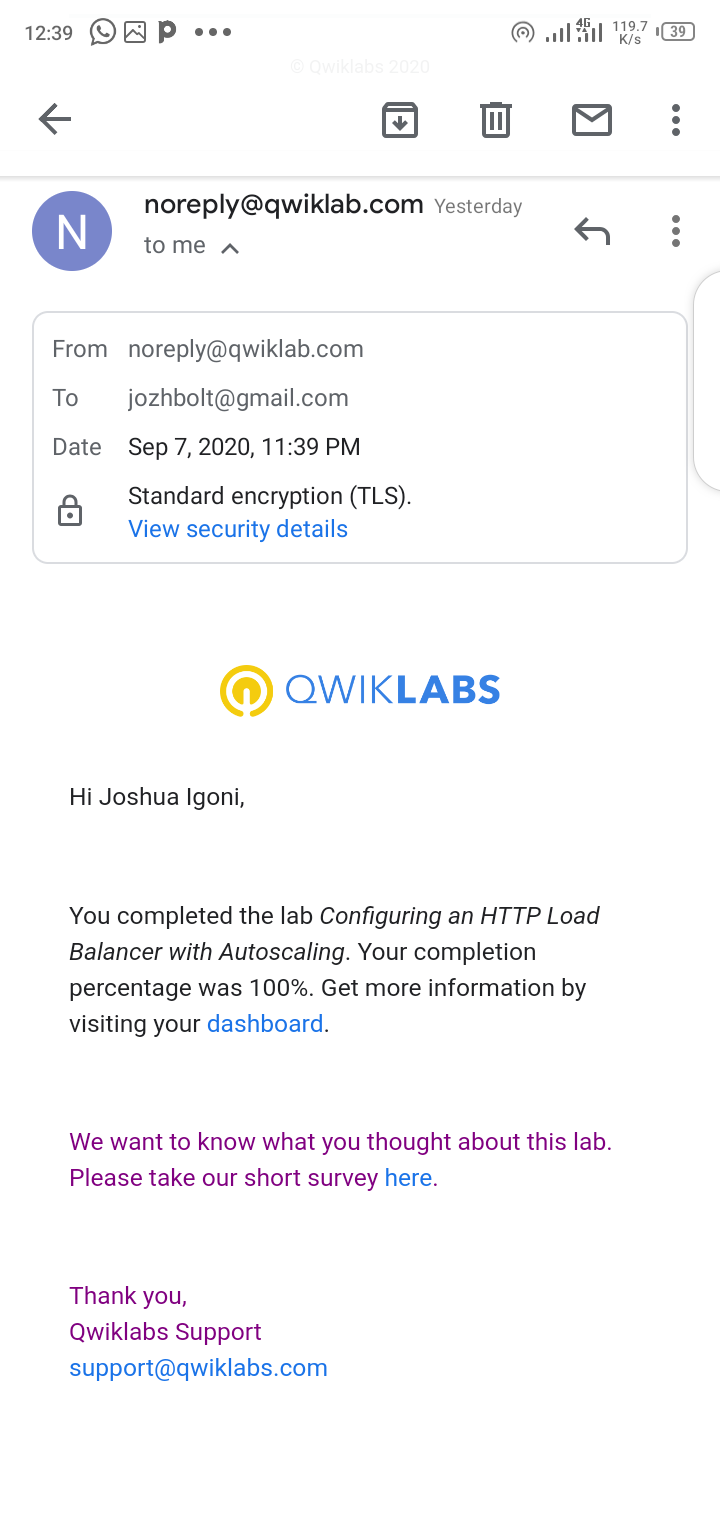 12:39
4G
119.7
K/s
39
© Qwiklabs 2020
N
noreply@qwiklab.com Yesterday
to me
From noreply@qwiklab.com
To jozhbolt@gmail.com
Date Sep 7, 2020, 11:39 PM
Standard encryption (TLS).
View security details
QWIKLABS
Hi Joshua Igoni,
You completed the lab Configuring an HTTP Load
Balancer with Autoscaling. Your completion
percentage was 100%. Get more information by
visiting your dashboard.
We want to know what you thought about this lab.
Please take our short survey here.
Thank you,
Qwiklabs Support
support@qwiklabs.com